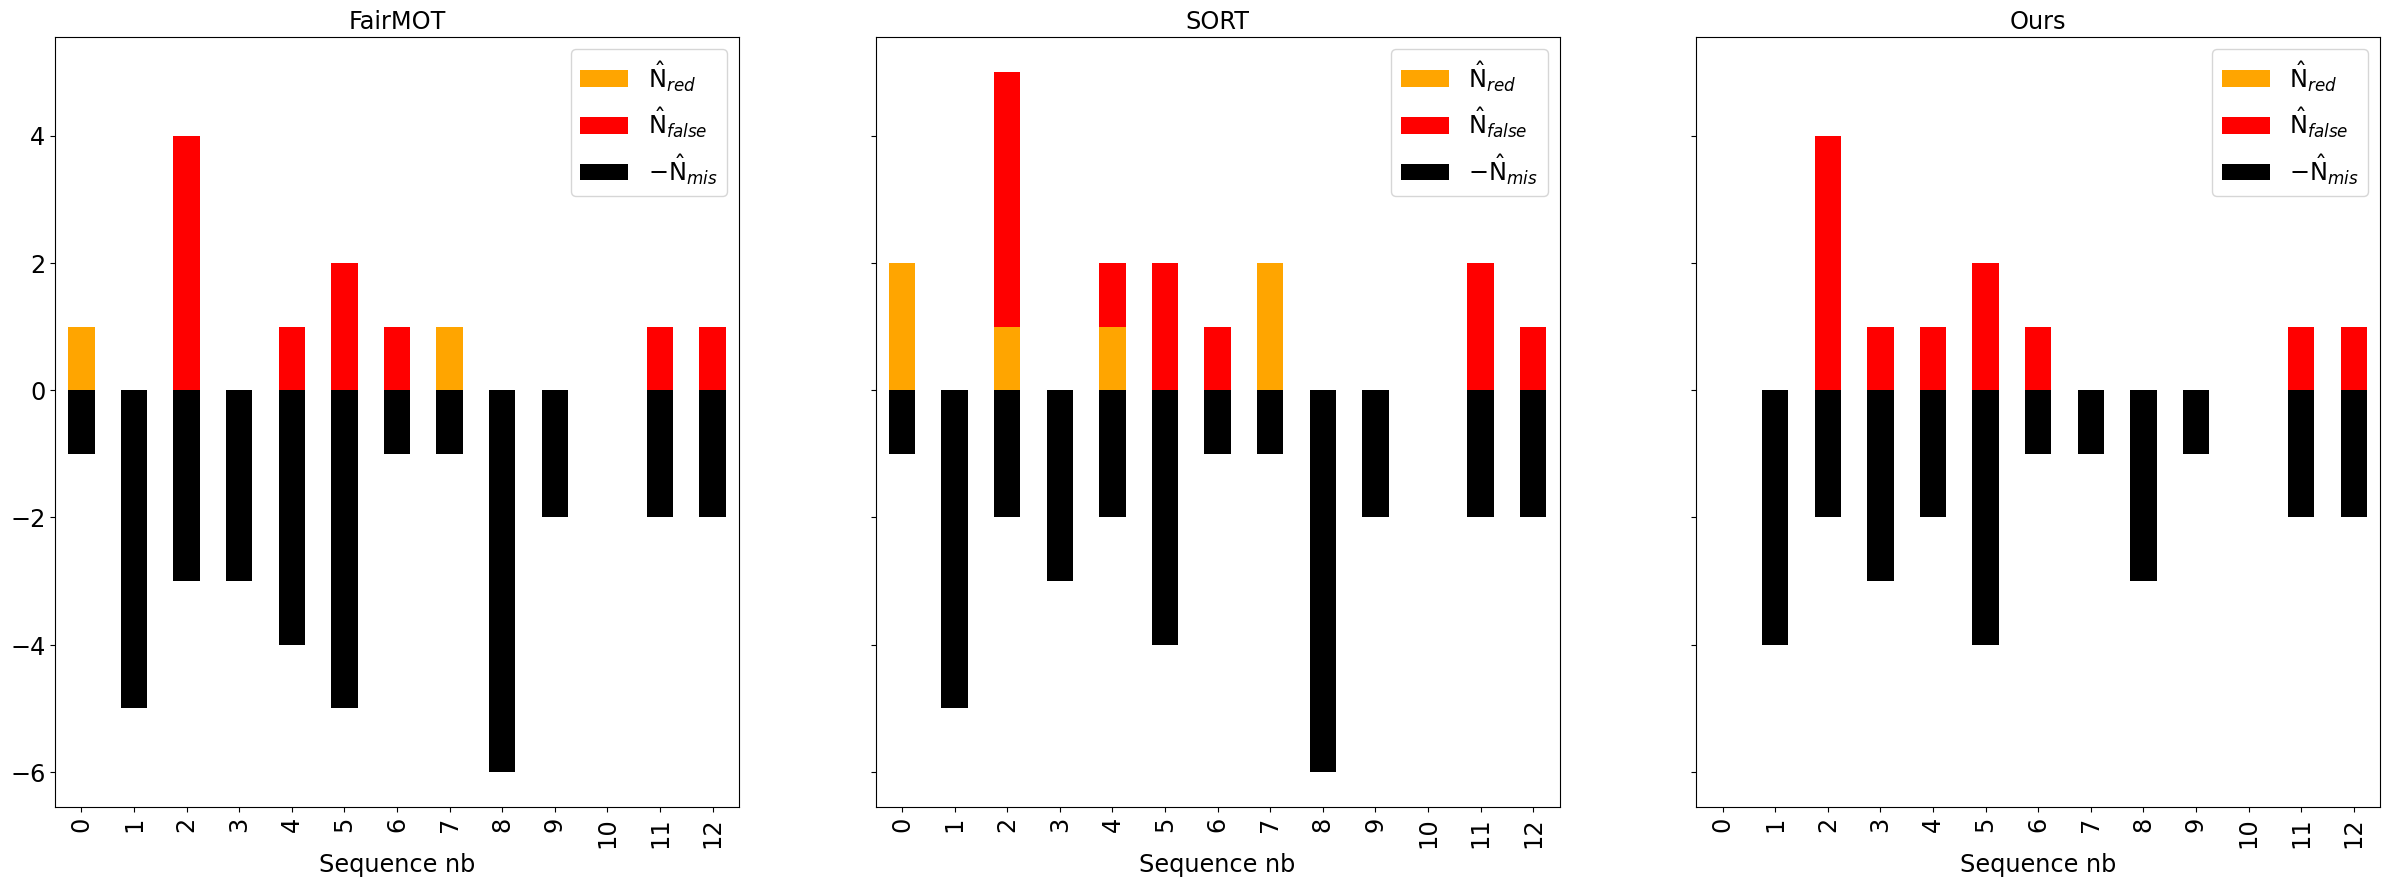 FairMOT
N̂red
N̂false
−N̂mis
4
2
0
−2
−4
−6
0 1 2 3 4 5 6 7 8 9 10 11 12
Sequence nb
SORT
N̂red
N̂false
−N̂mis
0 1 2 3 4 5 6 7 8 9 10 11 12
Sequence nb
Ours
N̂red
N̂false
−N̂mis
0 1 2 3 4 5 6 7 8 9 10 11 12
Sequence nb